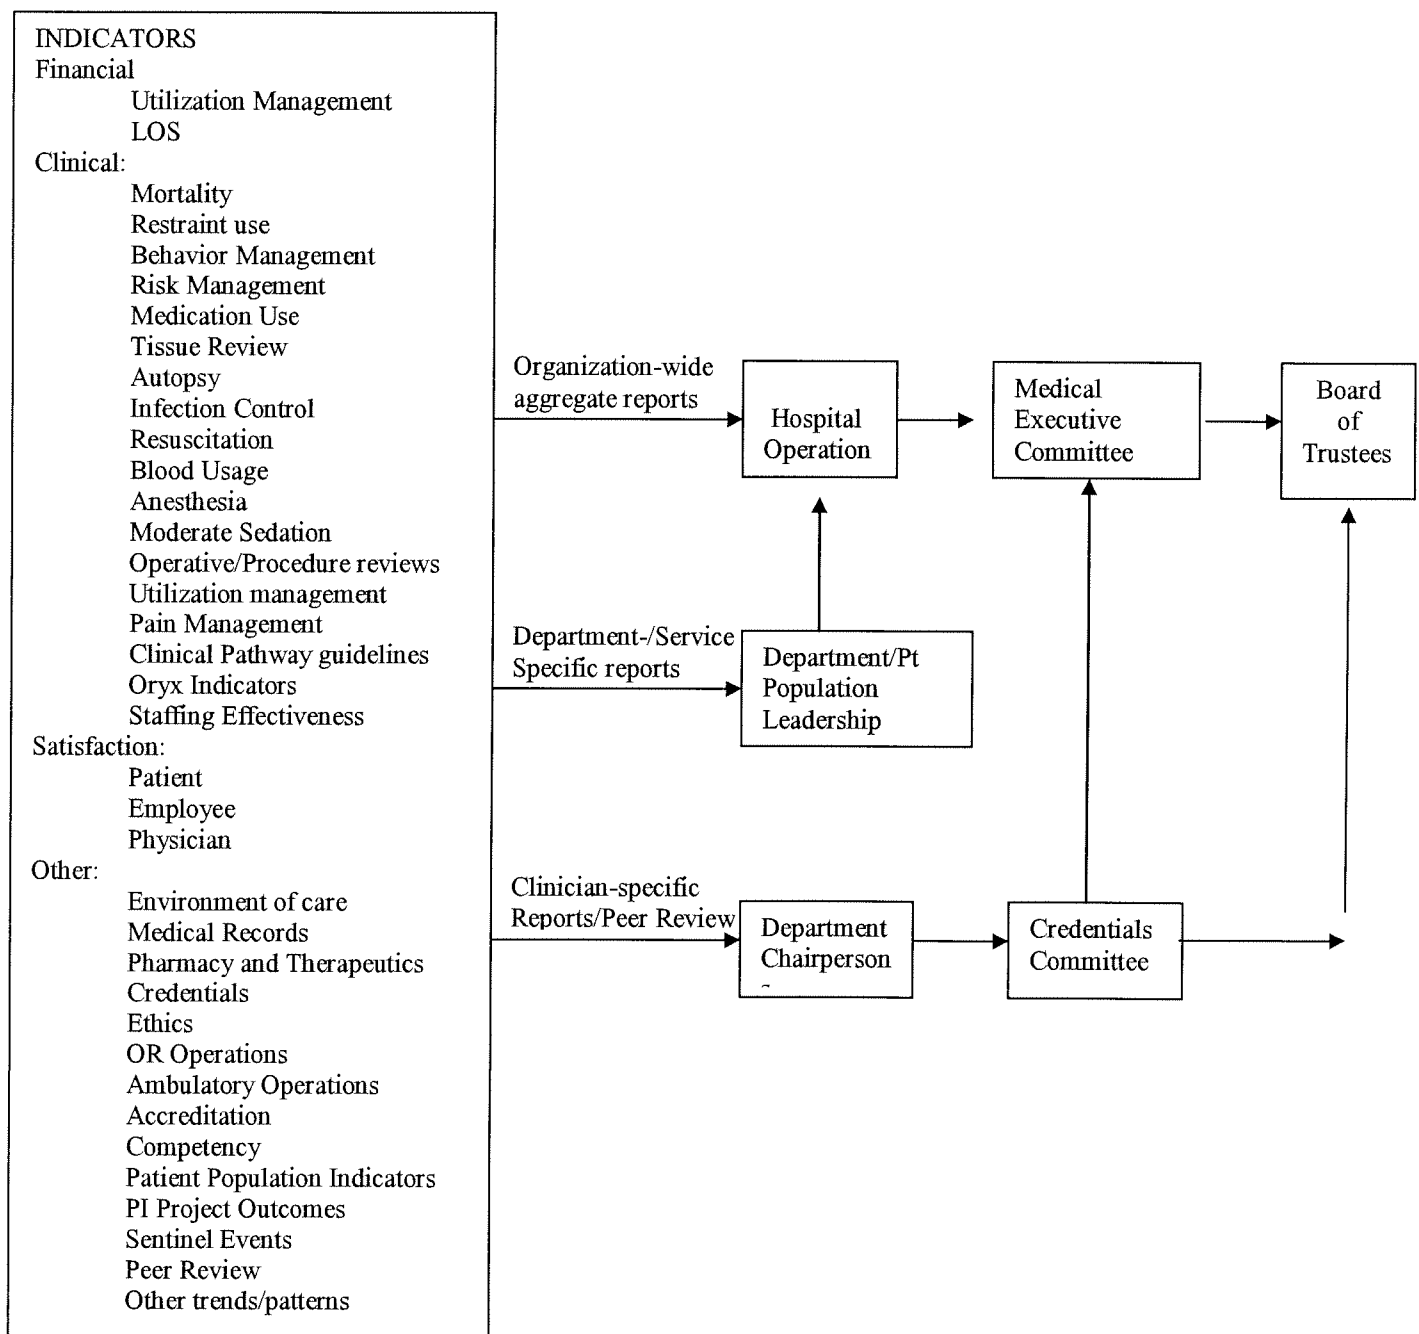 INDICATORS
Financial
Utilization Management
LOS
Clinical:
Mortality
Restraint use
Behavior Management
Risk Management
Medication Use
Tissue Review
Autopsy
Infection Control
Resuscitation
Blood Usage
Anesthesia
Moderate Sedation
Operative/Procedure reviews
Utilization management
Pain Management
Clinical Pathway guidelines
Oryx Indicators
Staffing Effectiveness
Satisfaction:
Patient
Employee
Physician
Other:
Environment of care
Medical Records
Pharmacy and Therapeutics
Credentials
Ethics
OR Operations
Ambulatory Operations
Accreditation
Competency
Patient Population Indicators
PI Project Outcomes
Sentinel Events
Peer Review
Other trends/patterns
Organization-wide
aggregate reports
Hospital
Operation
Medical
Executive
Committee
Board
of
Trustees
Department-/Service
Specific reports
Department/Pt
Population
Leadership
Clinician-specific
Reports/Peer Review
Department
Chairperson
Credentials
Committee